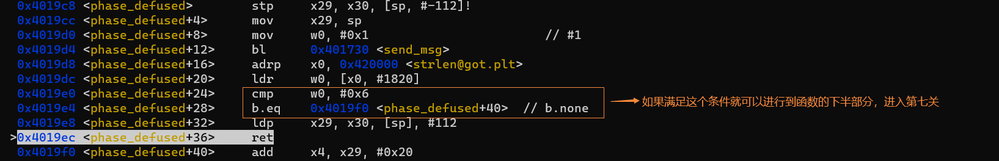 0x4019c8 <phase_defused> stp x29, x30, [sp, #-112]!
0x4019cc <phase_defused+4> mov x29, sp
0x4019d0 <phase_defused+8> mov w0, #0x1 // #1
0x4019d4 <phase_defused+12> bl 0x401730 <send_msg>
0x4019d8 <phase_defused+16> adrp x0, 0x420000 <strlen@got.plt>
0x4019dc <phase_defused+20> ldr w0, [x0, #1820]
0x4019e0 <phase_defused+24> cmp w0, #0x6
如果满足这个条件就可以进行到函数的下半部分，进入第七关
0x4019e4 <phase_defused+28> b.eq 0x4019f0 <phase_defused+40> // b.none
0x4019e8 <phase_defused+32> ldp x29, x30, [sp], #112
>0x4019ec <phase_defused+36> ret
0x4019f0 <phase_defused+40> add x4, x29, #0x20